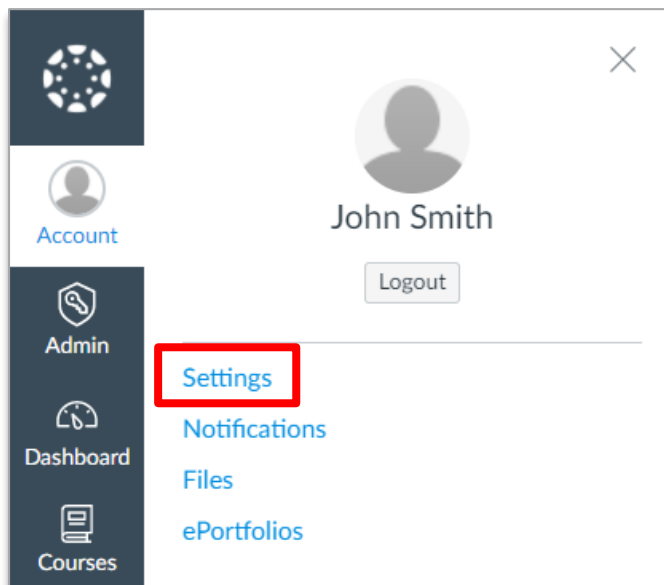 Account
Admin
Dashboard
Courses
John Smith
Logout
Settings
Notifications
Files
ePortfolios